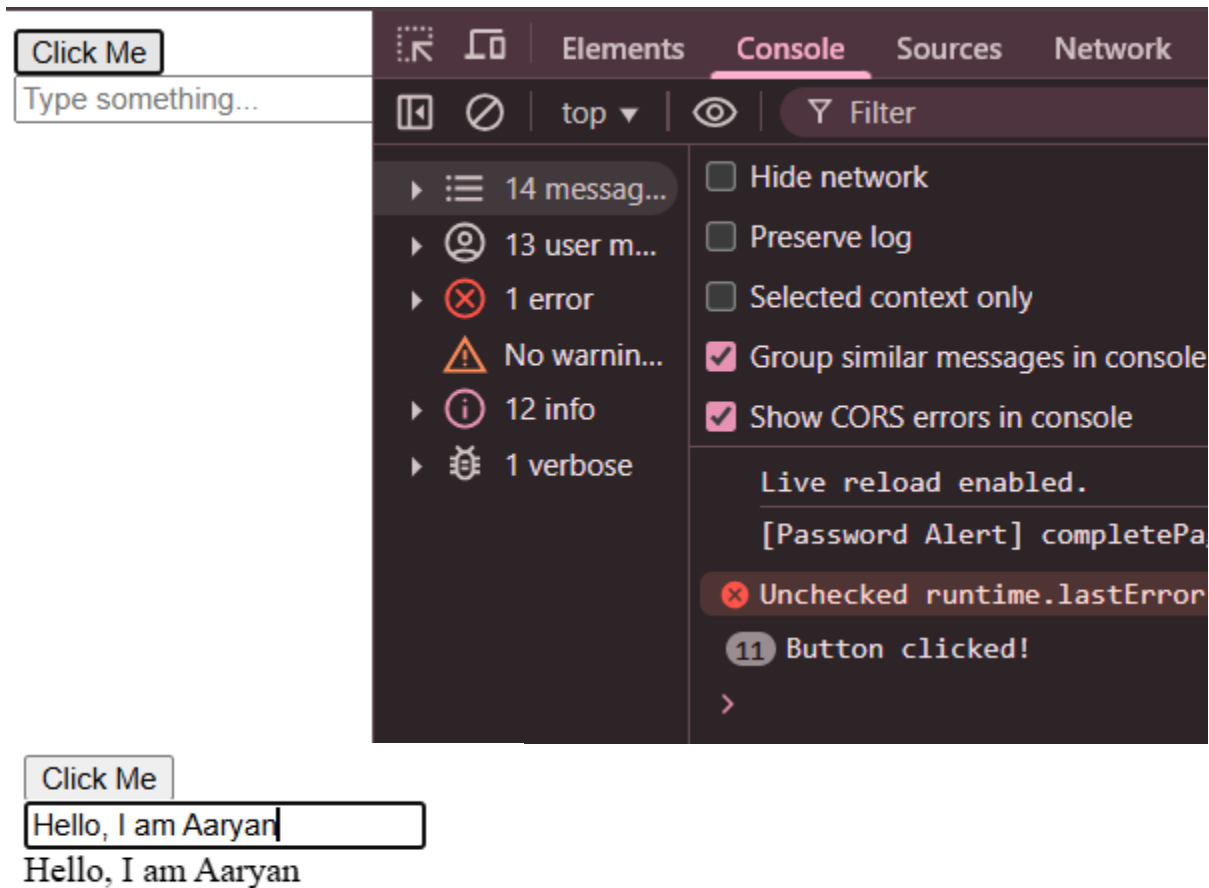 Click Me
Type something...
Elements Console Sources Network
top Filter
14 messag...
13 user m...
1 error
No warnin...
12 info
1 verbose
Hide network
Preserve log
Selected context only
Group similar messages in console
Show CORS errors in console
Live reload enabled.
[Password Alert] completePa
Unchecked runtime.lastError
11 Button clicked!
Click Me
Hello, I am Aaryan
Hello, I am Aaryan